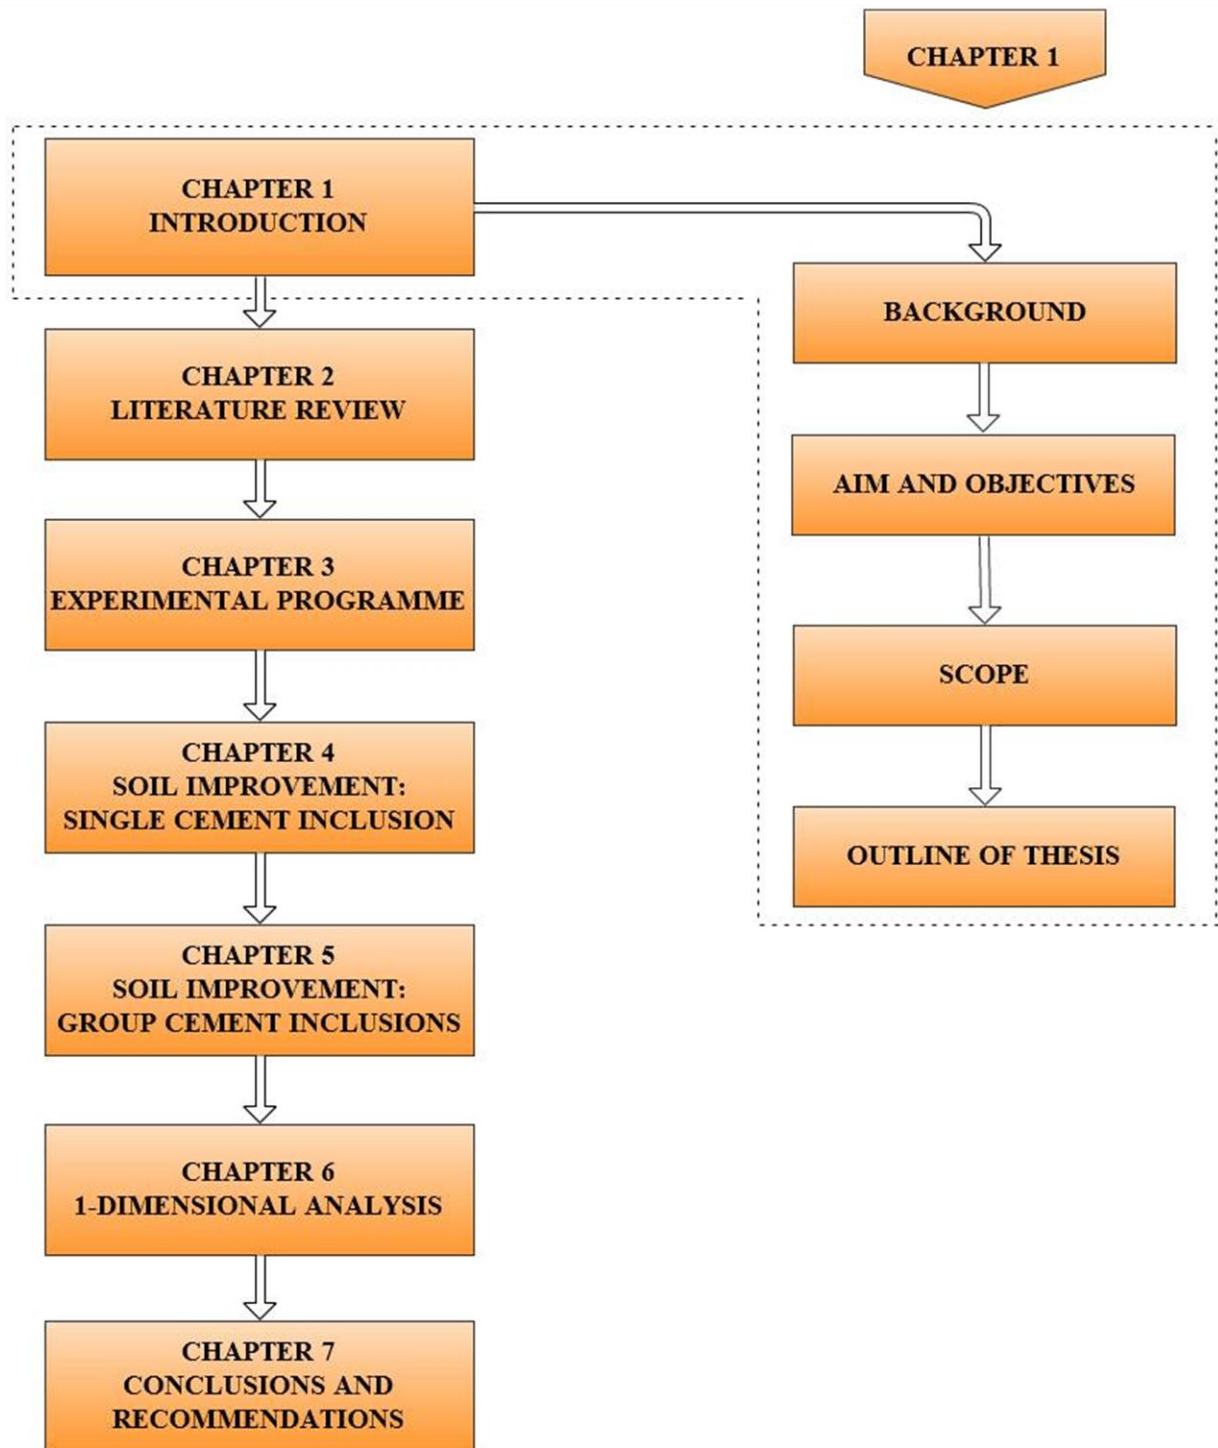 CHAPTER 1
CHAPTER 1
INTRODUCTION
BACKGROUND
CHAPTER 2
LITERATURE REVIEW
AIM AND OBJECTIVES
CHAPTER 3
EXPERIMENTAL PROGRAMME
SCOPE
CHAPTER 4
SOIL IMPROVEMENT:
SINGLE CEMENT INCLUSION
OUTLINE OF THESIS
CHAPTER 5
SOIL IMPROVEMENT:
GROUP CEMENT INCLUSIONS
CHAPTER 6
1-DIMENSIONAL ANALYSIS
CHAPTER 7
CONCLUSIONS AND
RECOMMENDATIONS